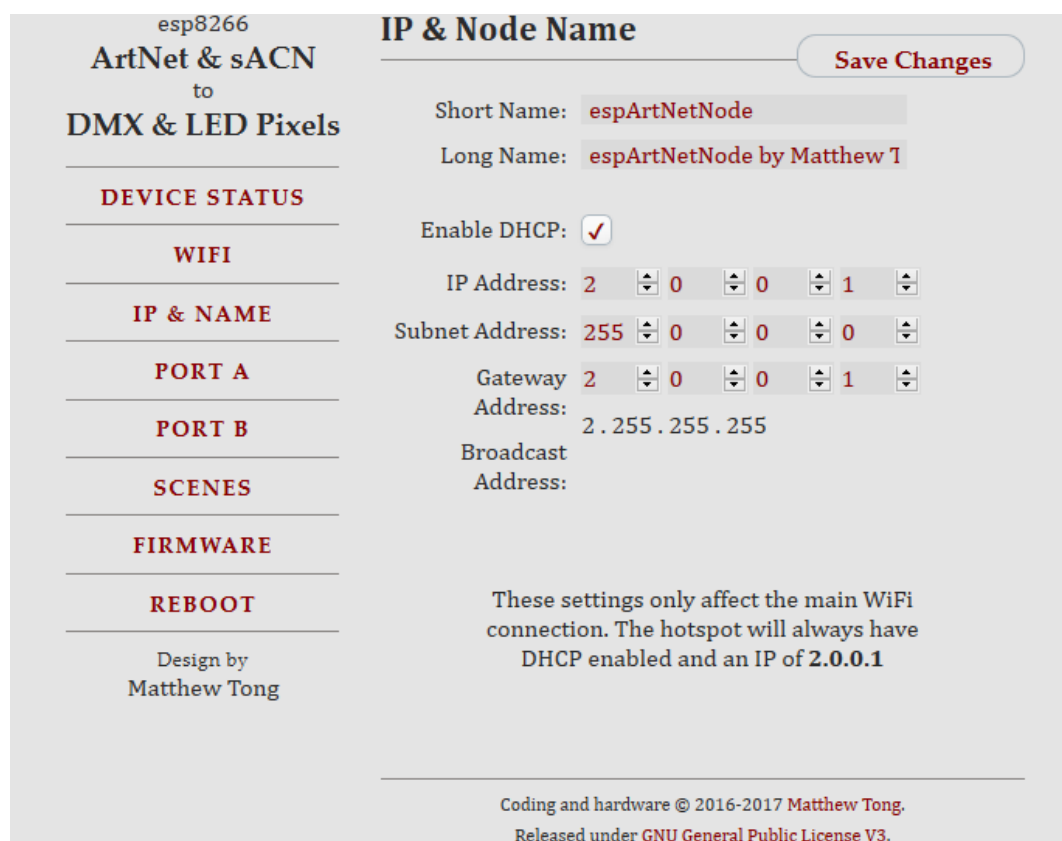 esp8266
ArtNet & sACN
to
DMX & LED Pixels
DEVICE STATUS
WIFI
IP & NAME
PORT A
PORT B
SCENES
FIRMWARE
REBOOT
Design by
Matthew Tong
IP & Node Name
Save Changes
Short Name: espArtNetNode
Long Name: espArtNetNode by Matthew T
Enable DHCP:
IP Address: 2 0 0 1
Subnet Address: 255 0 0 0
Gateway 2 0 0 1
Address:
2.255.255.255
Broadcast
Address:
These settings only affect the main WiFi
connection. The hotspot will always have
DHCP enabled and an IP of 2.0.0.1
Coding and hardware © 2016-2017 Matthew Tong.
Released under GNU General Public License V3.